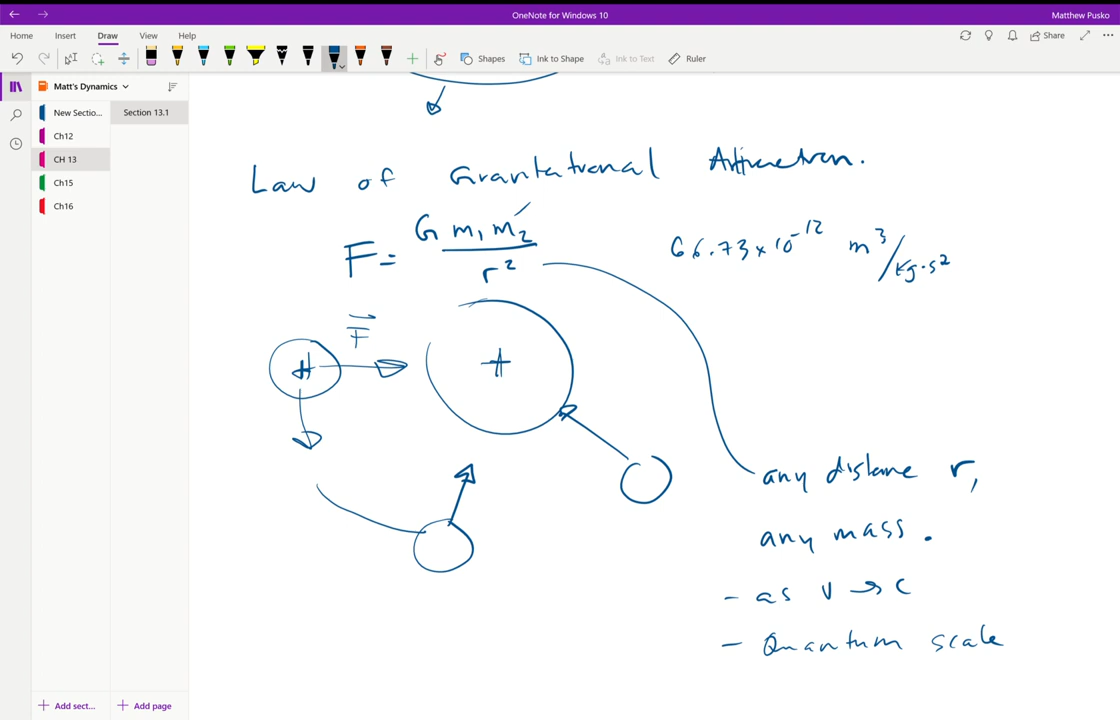 OneNote for Windows 10
Matthew Pusko
Home Insert Draw View Help
Share
Shapes
Ink to Shape
Ink to Text
Ruler
Matt's Dynamics
New Sectio...
Section 13.1
Ch12
CH 13
Ch15
Ch16
Law of Gravitational Attraction.
F = G m₁ m₂ / r²
66.73 × 10⁻¹² m³/kg·s²
F
any distance r,
any mass.
- as v → c
- Quantum scale
Add sect...
Add page